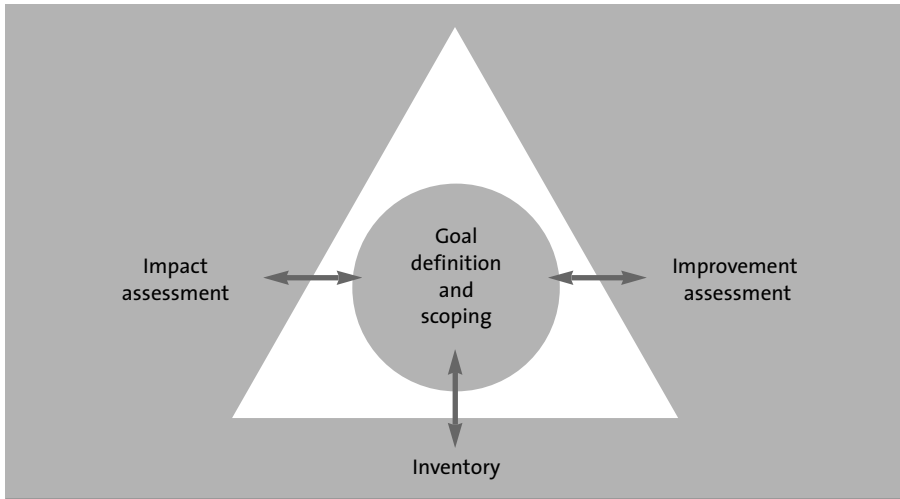 Goal
definition
and
scoping
Impact
assessment
Improvement
assessment
Inventory